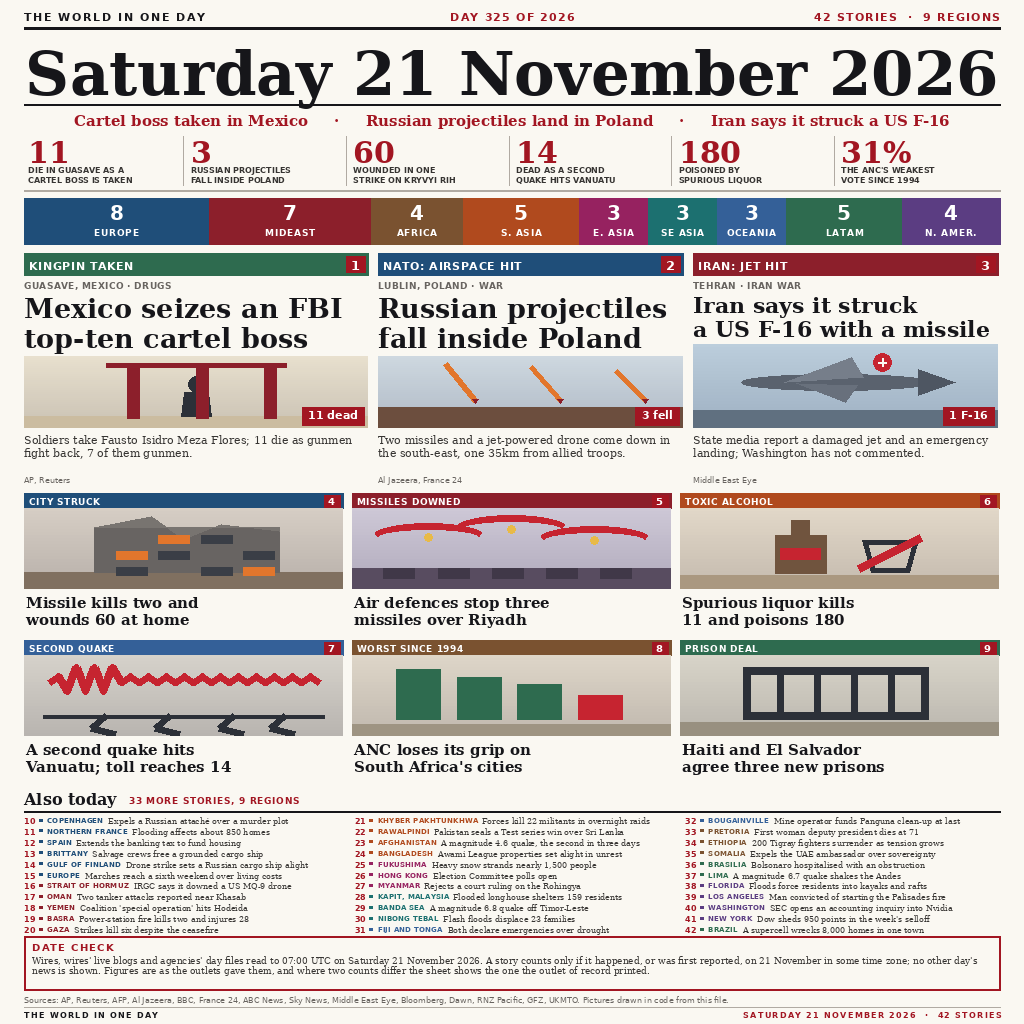 THE WORLD IN ONE DAY
DAY 325 OF 2026
42 STORIES · 9 REGIONS
Saturday 21 November 2026
Cartel boss taken in Mexico · Russian projectiles land in Poland · Iran says it struck a US F-16
11
DIE IN GUASAVE AS A
CARTEL BOSS IS TAKEN
3
RUSSIAN PROJECTILES
FALL INSIDE POLAND
60
WOUNDED IN ONE
STRIKE ON KRYVYI RIH
14
DEAD AS A SECOND
QUAKE HITS VANUATU
180
POISONED BY
SPURIOUS LIQUOR
31%
THE ANC'S WEAKEST
VOTE SINCE 1994
8
EUROPE
7
MIDEAST
4
AFRICA
5
S. ASIA
3
E. ASIA
3
SE ASIA
3
OCEANIA
5
LATAM
4
N. AMER.
KINGPIN TAKEN 1
GUASAVE, MEXICO · DRUGS
Mexico seizes an FBI
top-ten cartel boss
11 dead
Soldiers take Fausto Isidro Meza Flores; 11 die as gunmen
fight back, 7 of them gunmen.
AP, Reuters
NATO: AIRSPACE HIT 2
LUBLIN, POLAND · WAR
Russian projectiles
fall inside Poland
3 fell
Two missiles and a jet-powered drone come down in
the south-east, one 35km from allied troops.
Al Jazeera, France 24
IRAN: JET HIT 3
TEHRAN · IRAN WAR
Iran says it struck
a US F-16 with a missile
1 F-16
State media report a damaged jet and an emergency
landing; Washington has not commented.
Middle East Eye
CITY STRUCK 4
Missile kills two and
wounds 60 at home
MISSILES DOWNED 5
Air defences stop three
missiles over Riyadh
TOXIC ALCOHOL 6
Spurious liquor kills
11 and poisons 180
SECOND QUAKE 7
A second quake hits
Vanuatu; toll reaches 14
WORST SINCE 1994 8
ANC loses its grip on
South Africa's cities
PRISON DEAL 9
Haiti and El Salvador
agree three new prisons
Also today 33 MORE STORIES, 9 REGIONS
10 COPENHAGEN Expels a Russian attaché over a murder plot
11 NORTHERN FRANCE Flooding affects about 850 homes
12 SPAIN Extends the banking tax to fund housing
13 BRITTANY Salvage crews free a grounded cargo ship
14 GULF OF FINLAND Drone strike sets a Russian cargo ship alight
15 EUROPE Marches reach a sixth weekend over living costs
16 STRAIT OF HORMUZ IRGC says it downed a US MQ-9 drone
17 OMAN Two tanker attacks reported near Khasab
18 YEMEN Coalition 'special operation' hits Hodeida
19 BASRA Power-station fire kills two and injures 28
20 GAZA Strikes kill six despite the ceasefire
21 KHYBER PAKHTUNKHWA Forces kill 22 militants in overnight raids
22 RAWALPINDI Pakistan seals a Test series win over Sri Lanka
23 AFGHANISTAN A magnitude 4.6 quake, the second in three days
24 BANGLADESH Awami League properties set alight in unrest
25 FUKUSHIMA Heavy snow strands nearly 1,500 people
26 HONG KONG Election Committee polls open
27 MYANMAR Rejects a court ruling on the Rohingya
28 KAPIT, MALAYSIA Flooded longhouse shelters 159 residents
29 BANDA SEA A magnitude 6.8 quake off Timor-Leste
30 NIBONG TEBAL Flash floods displace 23 families
31 FIJI AND TONGA Both declare emergencies over drought
32 BOUGAINVILLE Mine operator funds Panguna clean-up at last
33 PRETORIA First woman deputy president dies at 71
34 ETHIOPIA 200 Tigray fighters surrender as tension grows
35 SOMALIA Expels the UAE ambassador over sovereignty
36 BRASILIA Bolsonaro hospitalised with an obstruction
37 LIMA A magnitude 6.7 quake shakes the Andes
38 FLORIDA Floods force residents into kayaks and rafts
39 LOS ANGELES Man convicted of starting the Palisades fire
40 WASHINGTON SEC opens an accounting inquiry into Nvidia
41 NEW YORK Dow sheds 950 points in the week's selloff
42 BRAZIL A supercell wrecks 8,000 homes in one town
DATE CHECK
Wires, wires' live blogs and agencies' day files read to 07:00 UTC on Saturday 21 November 2026. A story counts only if it happened, or was first reported, on 21 November in some time zone; no other day's
news is shown. Figures are as the outlets gave them, and where two counts differ the sheet shows the one the outlet of record printed.
Sources: AP, Reuters, AFP, Al Jazeera, BBC, France 24, ABC News, Sky News, Middle East Eye, Bloomberg, Dawn, RNZ Pacific, GFZ, UKMTO. Pictures drawn in code from this file.
THE WORLD IN ONE DAY
SATURDAY 21 NOVEMBER 2026 · 42 STORIES